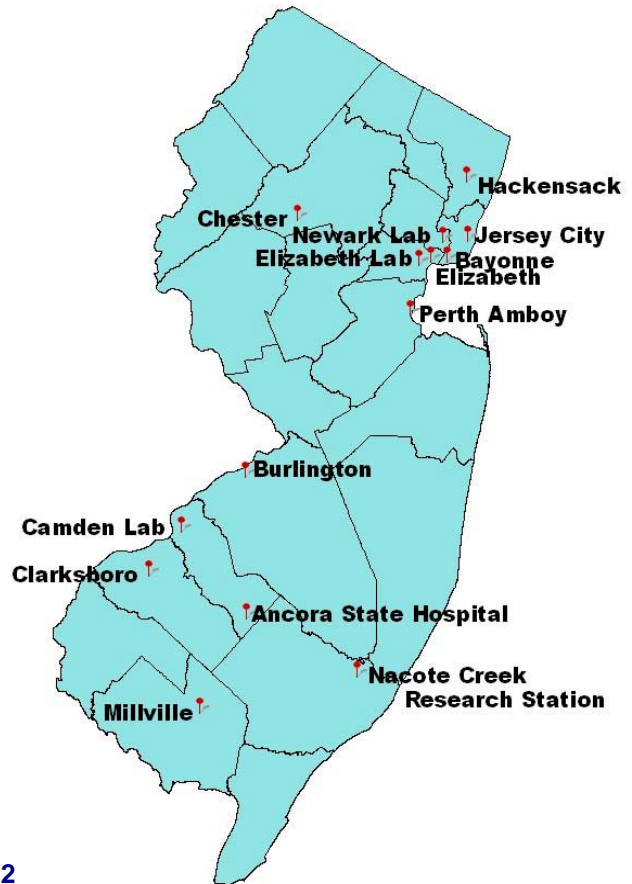 Hackensack
Chester
Newark Lab
Jersey City
Elizabeth Lab
Bayonne
Elizabeth
Perth Amboy
Burlington
Camden Lab
Clarksboro
Ancora State Hospital
Nacote Creek
Research Station
Millville
2